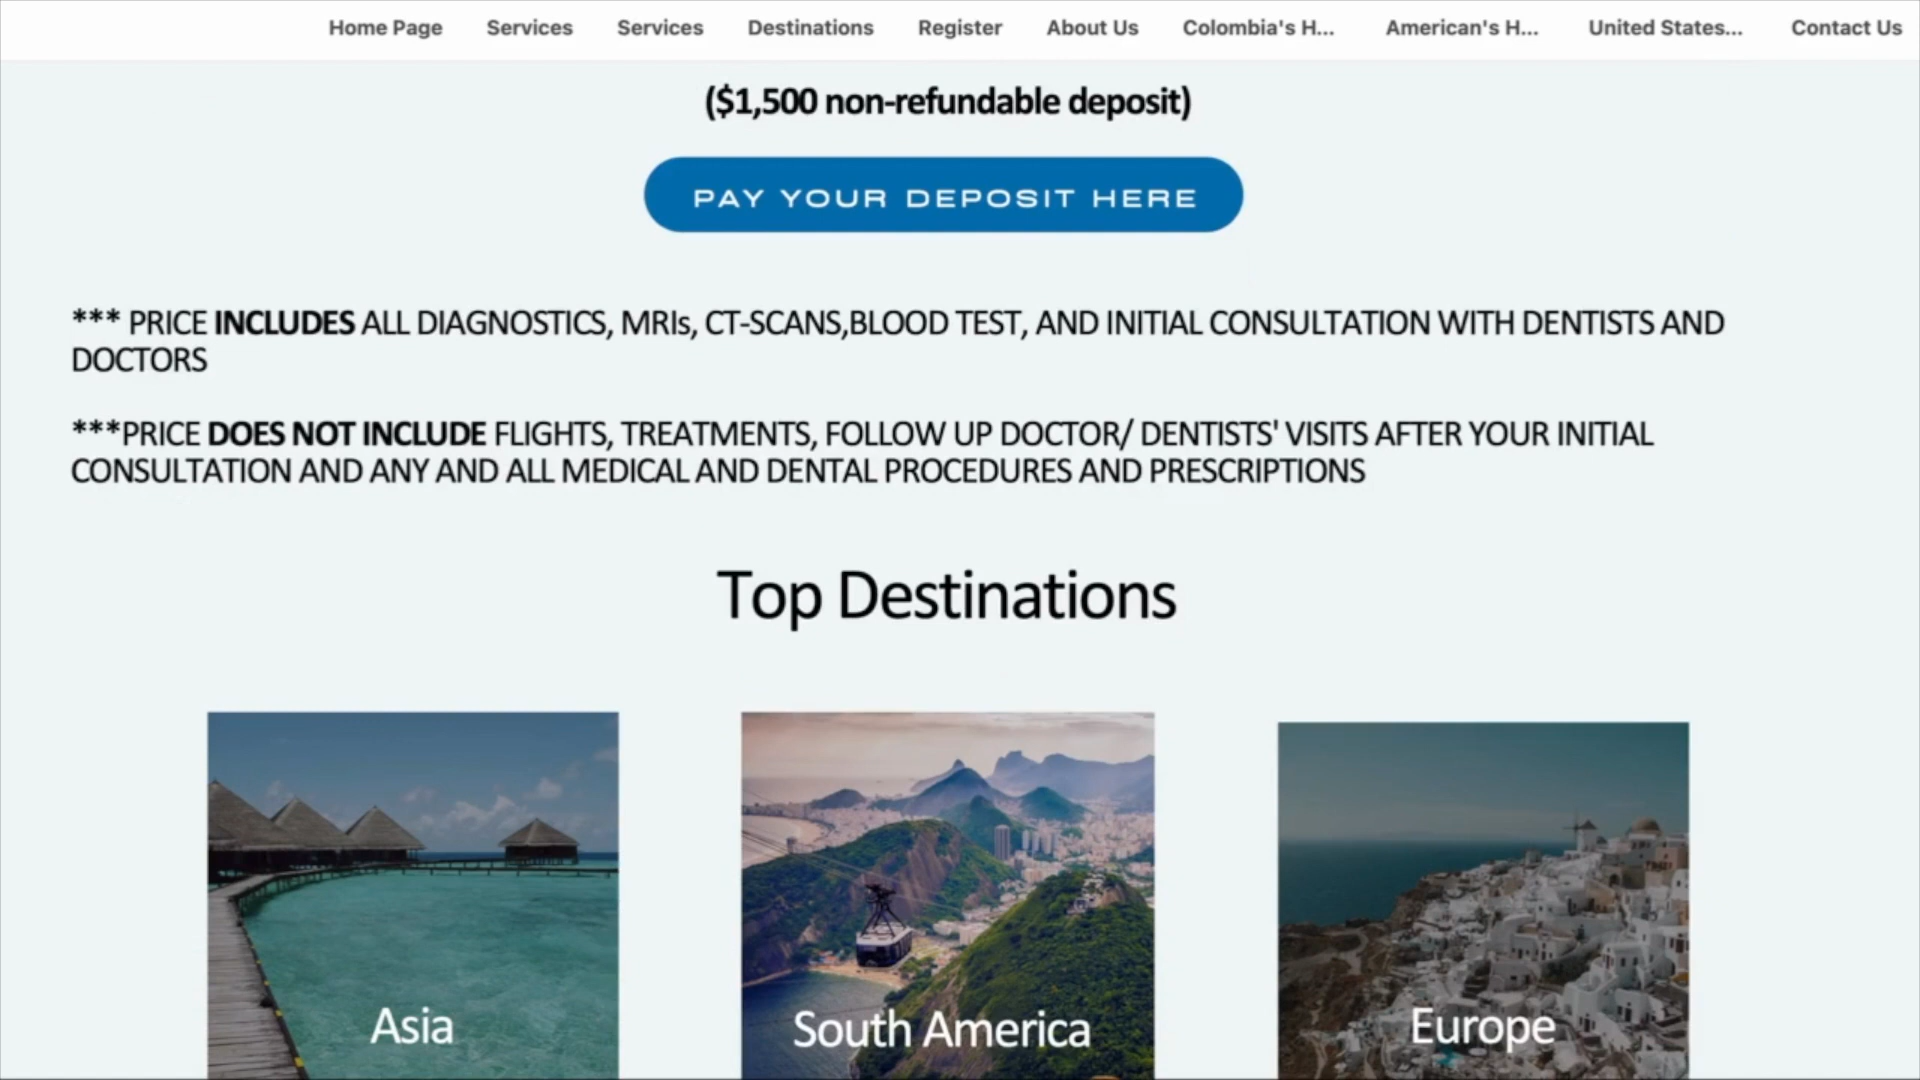 Home Page Services Services Destinations Register About Us Colombia's H... American's H... United States... Contact Us
($1,500 non-refundable deposit)
PAY YOUR DEPOSIT HERE
*** PRICE INCLUDES ALL DIAGNOSTICS, MRIs, CT-SCANS,BLOOD TEST, AND INITIAL CONSULTATION WITH DENTISTS AND
DOCTORS
***PRICE DOES NOT INCLUDE FLIGHTS, TREATMENTS, FOLLOW UP DOCTOR/ DENTISTS' VISITS AFTER YOUR INITIAL
CONSULTATION AND ANY AND ALL MEDICAL AND DENTAL PROCEDURES AND PRESCRIPTIONS
Top Destinations
Asia
South America
Europe